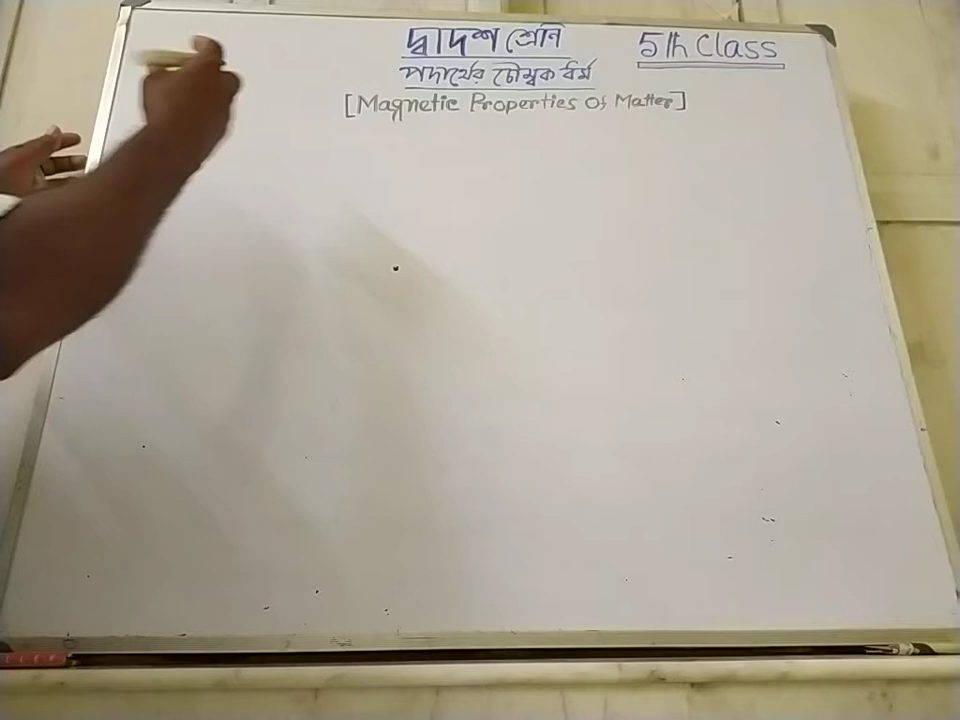 দ্বাদশ শ্রেনি
5th Class
পদার্থের চৌম্বক ধর্ম
[Magnetic Properties Of Matter]